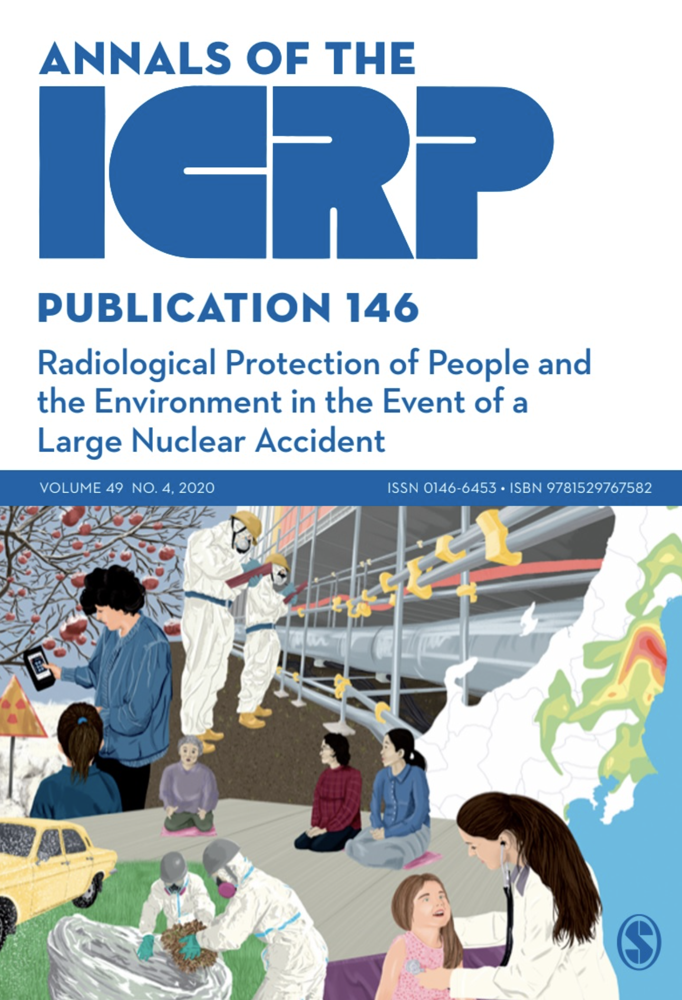 ANNALS OF THE
ICRP
PUBLICATION 146
Radiological Protection of People and
the Environment in the Event of a
Large Nuclear Accident
VOLUME 49 NO. 4, 2020
ISSN 0146-6453 • ISBN 9781529767582
S